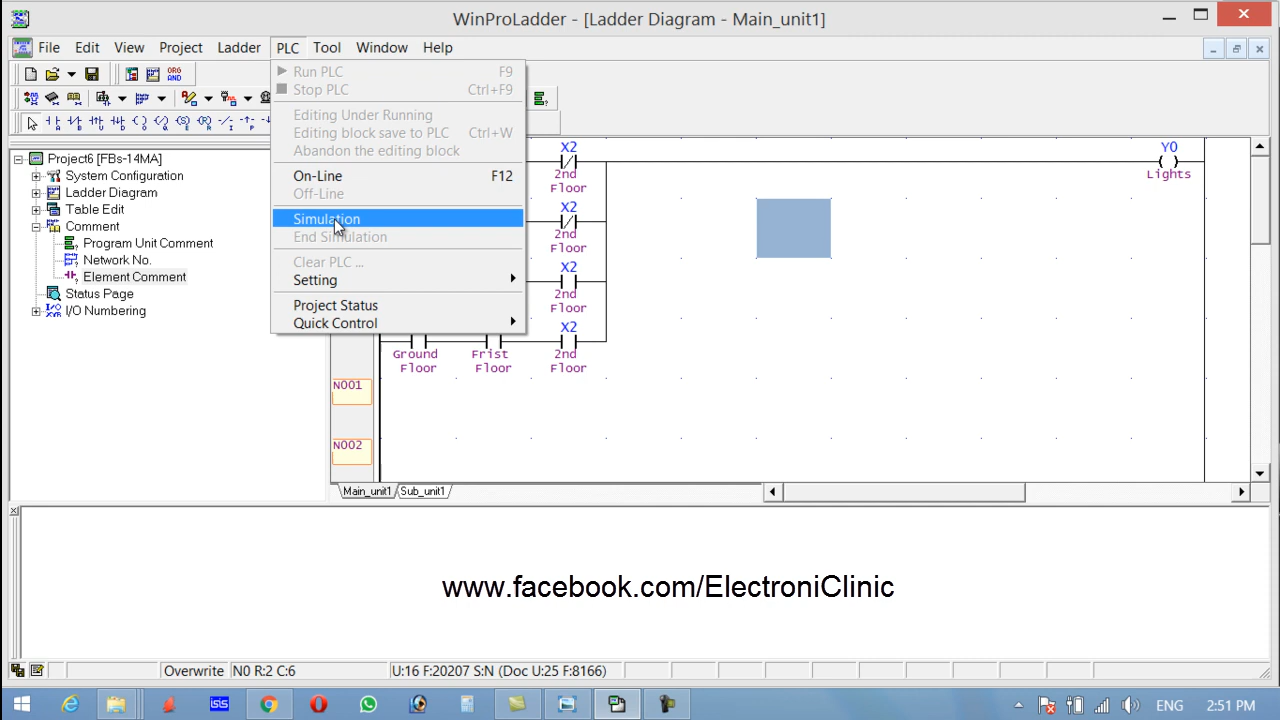 WinProLadder - [Ladder Diagram - Main_unit1]
File Edit View Project Ladder PLC Tool Window Help
ORG
AND
Run PLC F9
Stop PLC Ctrl+F9
Editing Under Running
Editing block save to PLC Ctrl+W
Abandon the editing block
On-Line F12
Off-Line
Simulation
End Simulation
Clear PLC ...
Setting
Project Status
Quick Control
Project6 [FBs-14MA]
System Configuration
Ladder Diagram
Table Edit
Comment
Program Unit Comment
Network No.
Element Comment
Status Page
I/O Numbering
X2
2nd
Floor
Y0
Lights
X2
2nd
Floor
X2
2nd
Floor
X2
Ground
Floor
Frist
Floor
2nd
Floor
N001
N002
Main_unit1 Sub_unit1
www.facebook.com/ElectroniClinic
Overwrite N0 R:2 C:6 U:16 F:20207 S:N (Doc U:25 F:8166)
isis
ENG 2:51 PM